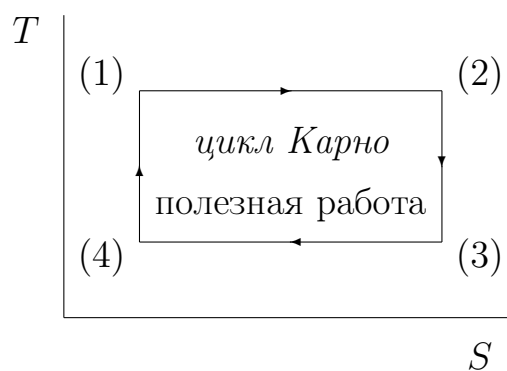 T
(1) (2)
цикл Карно
полезная работа
(4) (3)
S